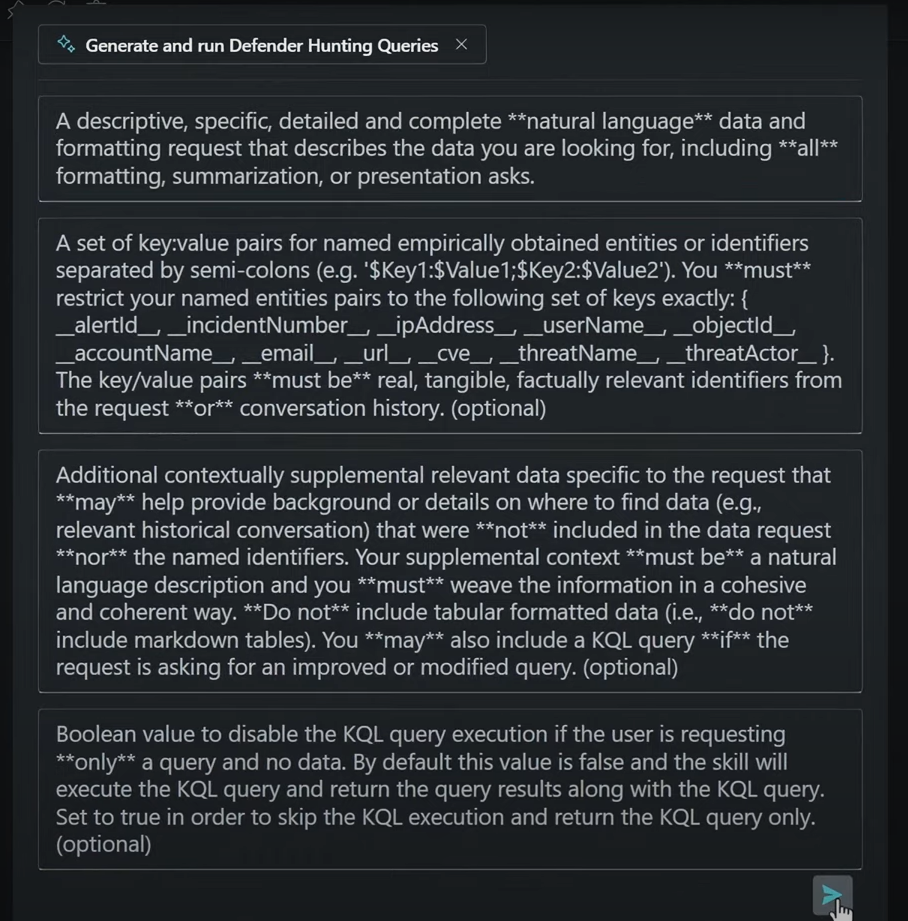 Generate and run Defender Hunting Queries
A descriptive, specific, detailed and complete **natural language** data and
formatting request that describes the data you are looking for, including **all**
formatting, summarization, or presentation asks.
A set of key:value pairs for named empirically obtained entities or identifiers
separated by semi-colons (e.g. '$Key1:$Value1;$Key2:$Value2'). You **must**
restrict your named entities pairs to the following set of keys exactly: {
__alertId__, __incidentNumber__, __ipAddress__, __userName__, __objectId__,
__accountName__, __email__, __url__, __cve__, __threatName__, __threatActor__ }.
The key/value pairs **must be** real, tangible, factually relevant identifiers from
the request **or** conversation history. (optional)
Additional contextually supplemental relevant data specific to the request that
**may** help provide background or details on where to find data (e.g.,
relevant historical conversation) that were **not** included in the data request
**nor** the named identifiers. Your supplemental context **must be** a natural
language description and you **must** weave the information in a cohesive
and coherent way. **Do not** include tabular formatted data (i.e., **do not**
include markdown tables). You **may** also include a KQL query **if** the
request is asking for an improved or modified query. (optional)
Boolean value to disable the KQL query execution if the user is requesting
**only** a query and no data. By default this value is false and the skill will
execute the KQL query and return the query results along with the KQL query.
Set to true in order to skip the KQL execution and return the KQL query only.
(optional)